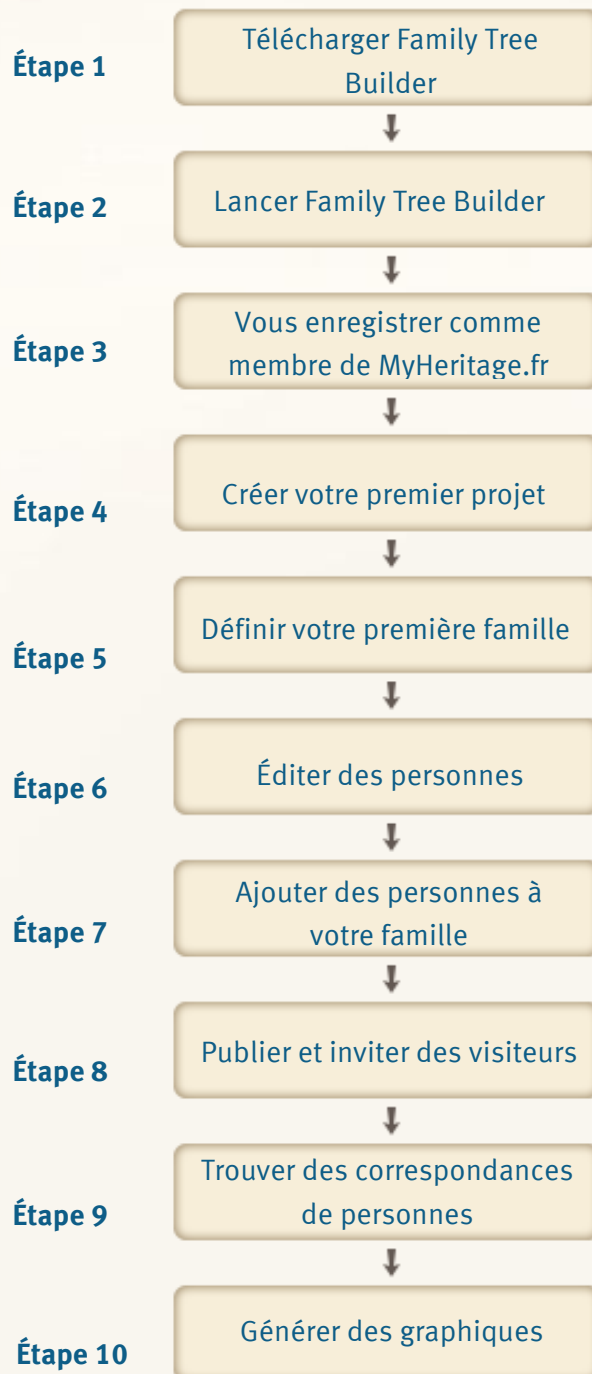 Étape 1
Télécharger Family Tree
Builder
Étape 2
Lancer Family Tree Builder
Étape 3
Vous enregistrer comme
membre de MyHeritage.fr
Étape 4
Créer votre premier projet
Étape 5
Définir votre première famille
Étape 6
Éditer des personnes
Étape 7
Ajouter des personnes à
votre famille
Étape 8
Publier et inviter des visiteurs
Étape 9
Trouver des correspondances
de personnes
Étape 10
Générer des graphiques